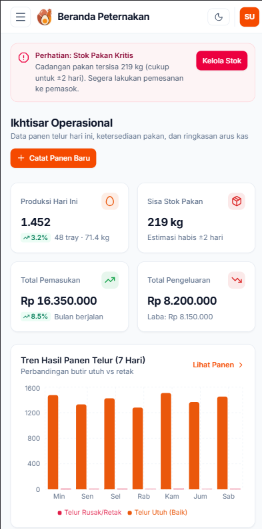 Beranda Peternakan
SU
Perhatian: Stok Pakan Kritis
Cadangan pakan tersisa 219 kg (cukup
untuk ±2 hari). Segera lakukan pemesanan
ke pemasok.
Kelola Stok
Ikhtisar Operasional
Data panen telur hari ini, ketersediaan pakan, dan ringkasan arus kas
+ Catat Panen Baru
Produksi Hari Ini
1.452
3.2% 48 tray · 71.4 kg
Sisa Stok Pakan
219 kg
Estimasi habis ±2 hari
Total Pemasukan
Rp 16.350.000
8.5% Bulan berjalan
Total Pengeluaran
Rp 8.200.000
Laba: Rp 8.150.000
Tren Hasil Panen Telur (7 Hari)
Perbandingan butir utuh vs retak
Lihat Panen
1600
1200
800
400
0
Min Sen Sel Rab Kam Jum Sab
Telur Rusak/Retak Telur Utuh (Baik)